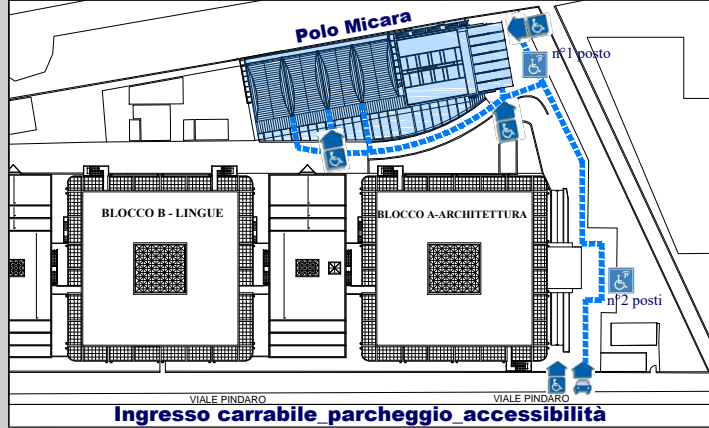 Polo Micara
P
n°1 posto
BLOCCO B - LINGUE
BLOCCO A-ARCHITETTURA
P
n°2 posti
VIALE PINDARO
VIALE PINDARO
Ingresso carrabile_parcheggio_accessibilità